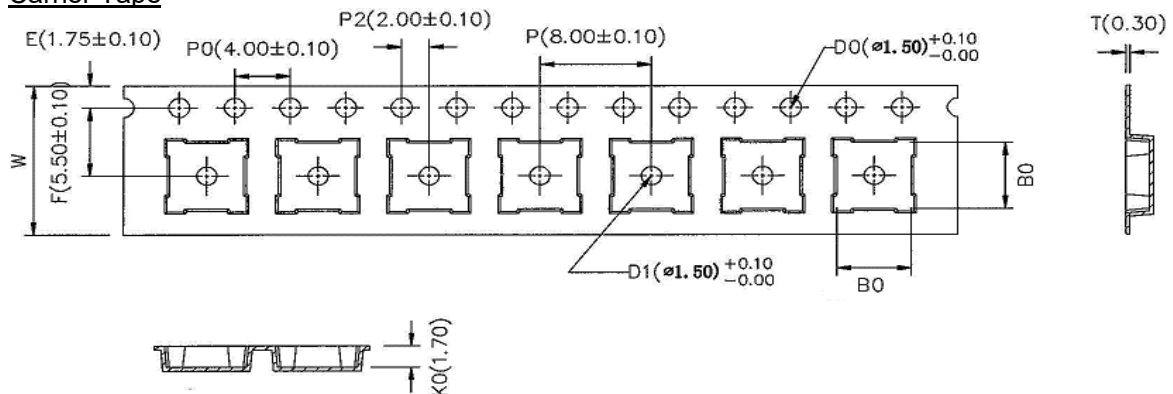 Carrier Tape
P2(2.00±0.10)
E(1.75±0.10)
P0(4.00±0.10)
P(8.00±0.10)
D0(⌀1.50) +0.10 -0.00
T(0.30)
W
F(5.50±0.10)
B0
D1(⌀1.50) +0.10 -0.00
B0
K0(1.70)